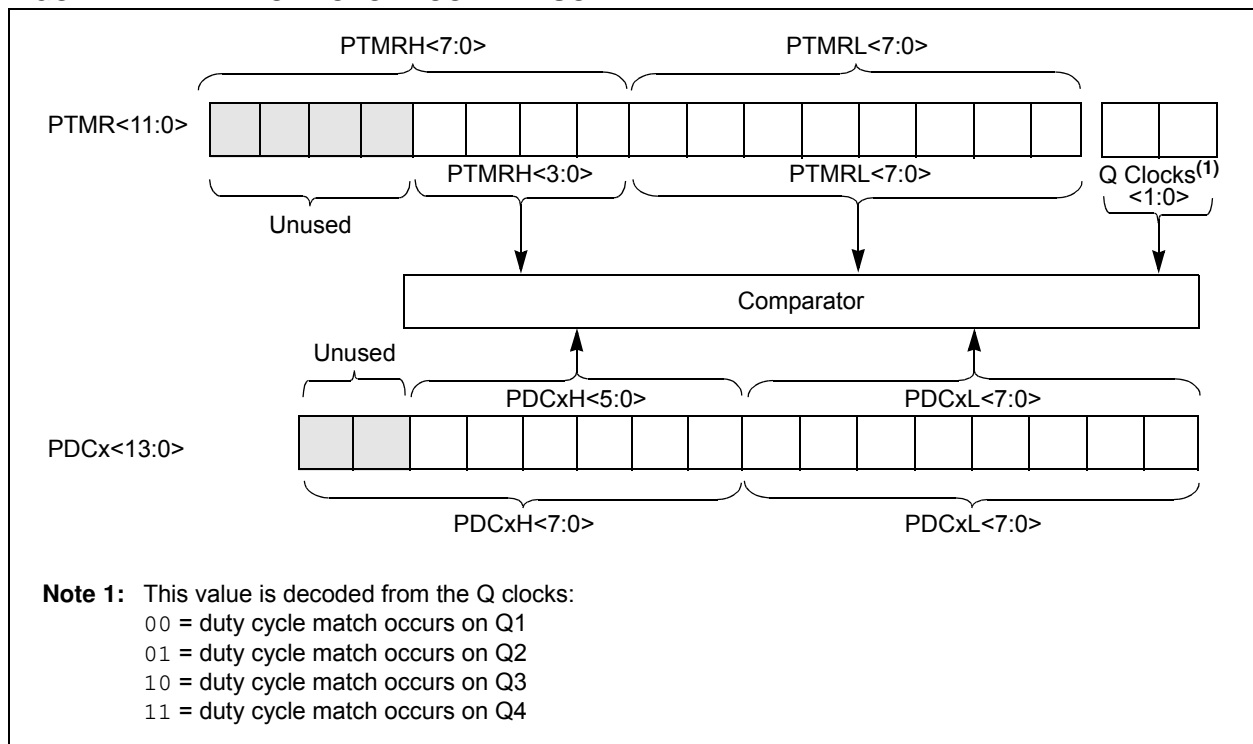 PTMRH<7:0> PTMRL<7:0>
PTMR<11:0>
PTMRH<3:0> PTMRL<7:0> Q Clocks(1)
<1:0>
Unused
Comparator
Unused
PDCxH<5:0> PDCxL<7:0>
PDCx<13:0>
PDCxH<7:0> PDCxL<7:0>
Note 1: This value is decoded from the Q clocks:
00 = duty cycle match occurs on Q1
01 = duty cycle match occurs on Q2
10 = duty cycle match occurs on Q3
11 = duty cycle match occurs on Q4